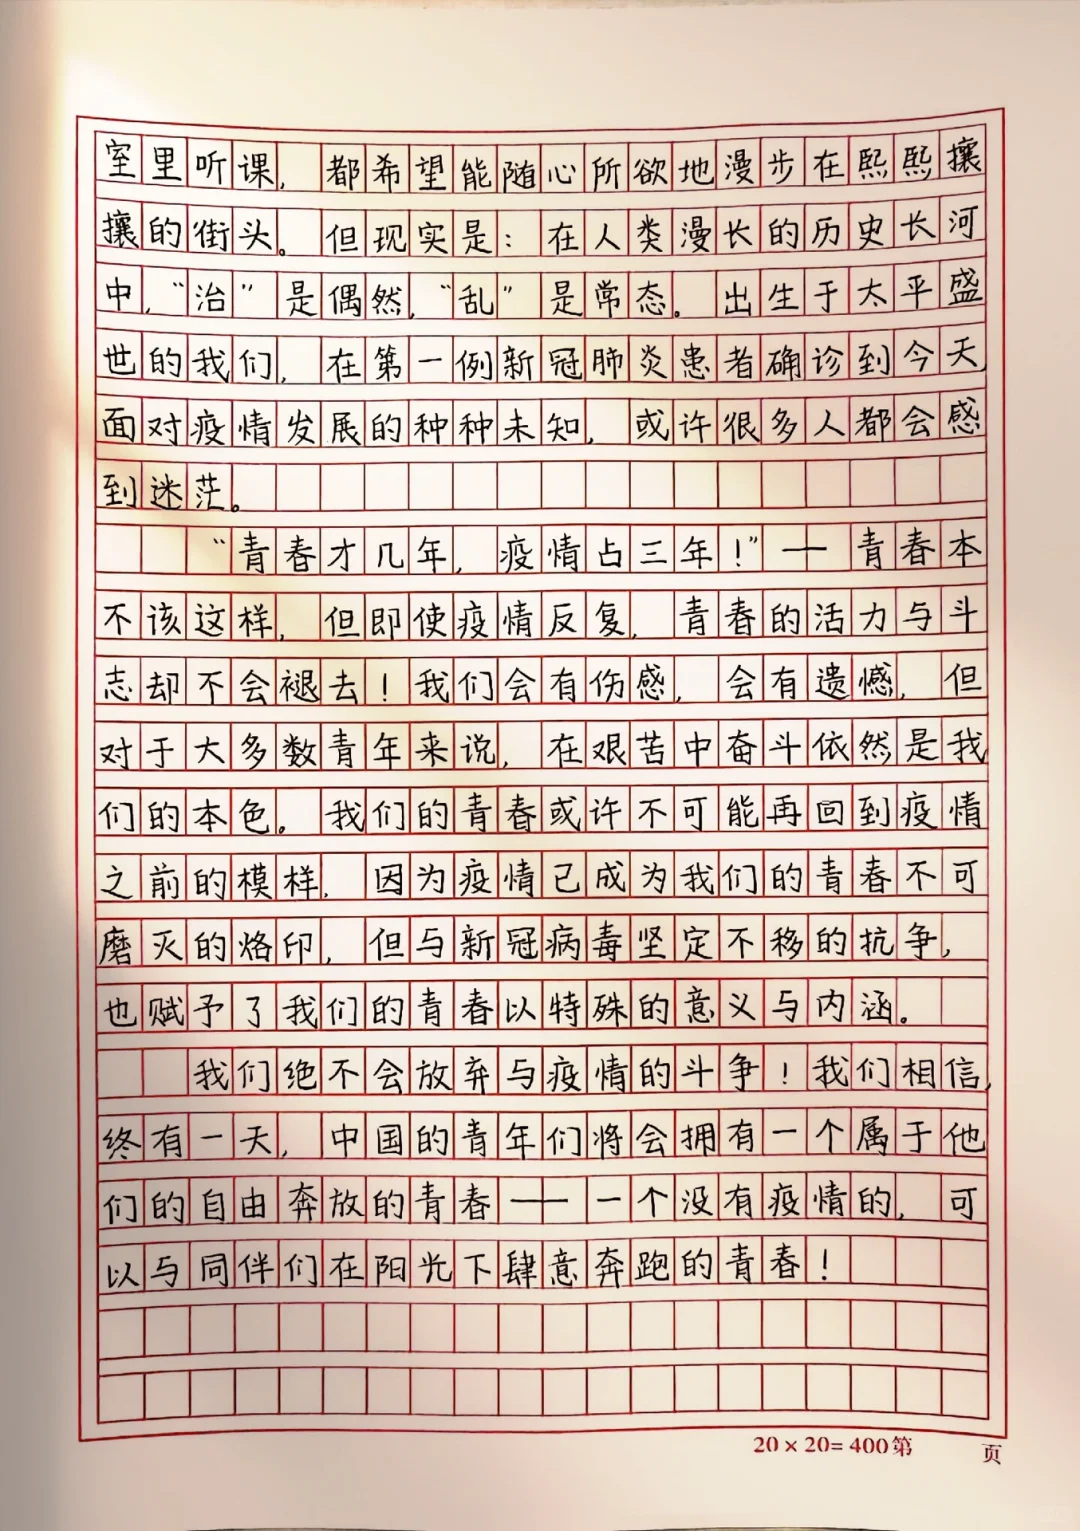 室里听课，都希望能随心所欲地漫步在熙熙攘
攘的街头。但现实是：在人类漫长的历史长河
中，“治”是偶然，“乱”是常态。出生于太平盛
世的我们，在第一例新冠肺炎患者确诊到今天，
面对疫情发展的种种未知，或许很多人都会感
到迷茫。
“青春才几年，疫情占三年！”——青春本
不该这样，但即使疫情反复，青春的活力与斗
志却不会褪去！我们会有伤感，会有遗憾，但
对于大多数青年来说，在艰苦中奋斗依然是我
们的本色。我们的青春或许不可能再回到疫情
之前的模样，因为疫情已成为我们的青春不可
磨灭的烙印，但与新冠病毒坚定不移的抗争，
也赋予了我们的青春以特殊的意义与内涵。
我们绝不会放弃与疫情的斗争！我们相信，
终有一天，中国的青年们将会拥有一个属于他
们的自由奔放的青春——一个没有疫情的，可
以与同伴们在阳光下肆意奔跑的青春！
20×20=400第 页